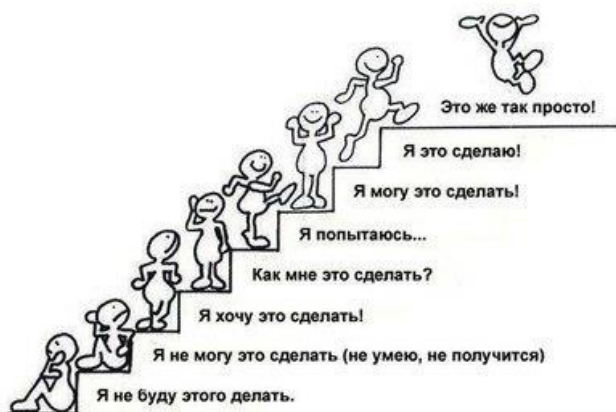 Это же так просто!
Я это сделаю!
Я могу это сделать!
Я попытаюсь...
Как мне это сделать?
Я хочу это сделать!
Я не могу это сделать (не умею, не получится)
Я не буду этого делать.